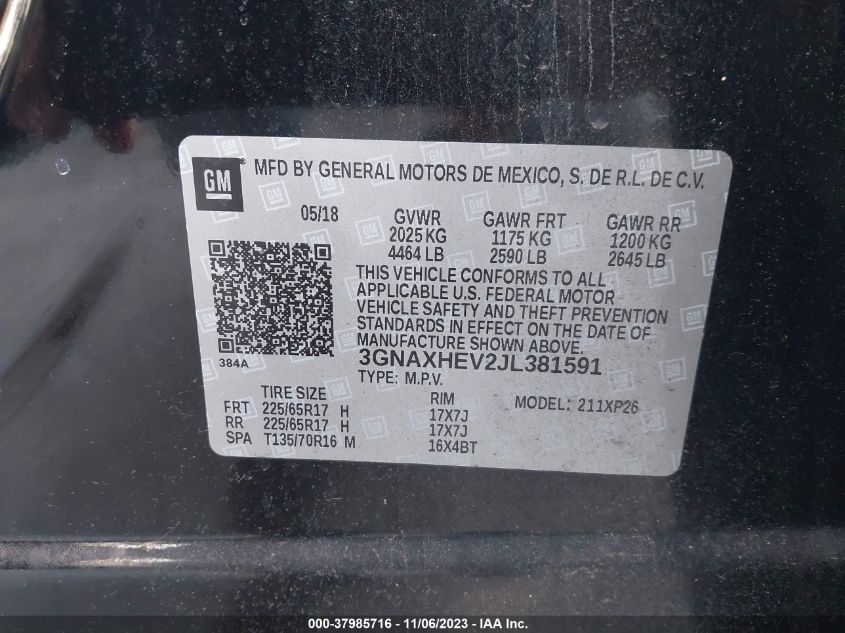 GM MFD BY GENERAL MOTORS DE MEXICO, S. DE R.L. DE C.V.
05/18 GVWR GAWR FRT GAWR RR
2025 KG 1175 KG 1200 KG
4464 LB 2590 LB 2645 LB
THIS VEHICLE CONFORMS TO ALL
APPLICABLE U.S. FEDERAL MOTOR
VEHICLE SAFETY AND THEFT PREVENTION
STANDARDS IN EFFECT ON THE DATE OF
MANUFACTURE SHOWN ABOVE.
384A 3GNAXHEV2JL381591
TYPE: M.P.V.
TIRE SIZE RIM MODEL: 211XP26
FRT 225/65R17 H 17X7J
RR 225/65R17 H 17X7J
SPA T135/70R16 M 16X4BT
000-37985716 - 11/06/2023 - IAA Inc.